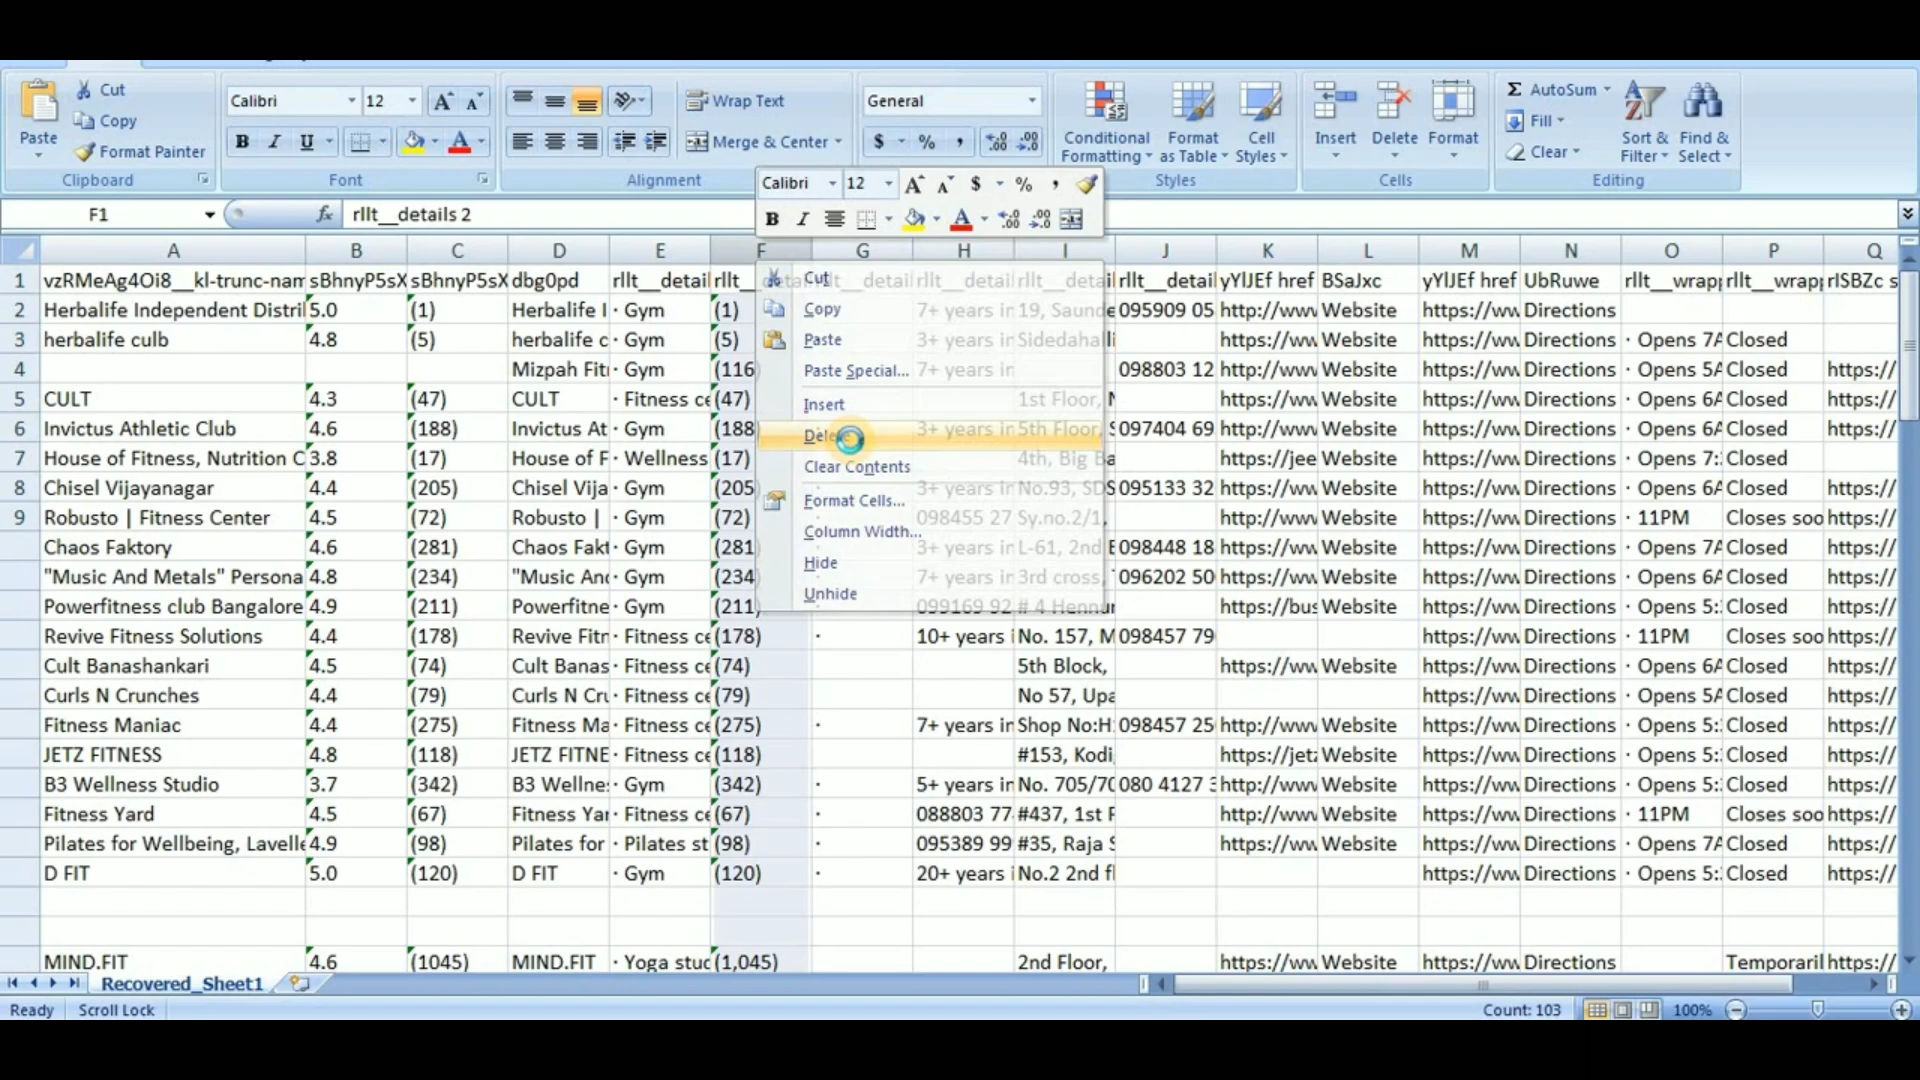 Cut
Copy
Format Painter
Paste
Clipboard
Calibri 12
B I U
Font
Wrap Text
Merge & Center
Alignment
General
$ % ,
Conditional Formatting
Format as Table
Cell Styles
Styles
Insert Delete Format
Cells
AutoSum
Fill
Clear
Sort & Filter
Find & Select
Editing
Calibri 12 A A $ % ,
B I A
F1 fx rllt__details 2
A B C D E F G H I J K L M N O P Q
1 vzRMeAg4Oi8__kl-trunc-nam sBhnyP5sX sBhnyP5sX dbg0pd rllt__detail rllt__detail rllt__detail rllt__detail rllt__detail yYlJEf href BSaJxc yYlJEf href UbRuwe rllt__wrapp rllt__wrapp rISBZc s
2 Herbalife Independent Distri 5.0 (1) Herbalife I · Gym (1) 7+ years in 19, Saunde 095909 05 http://www Website https://ww Directions
3 herbalife culb 4.8 (5) herbalife c · Gym (5) 3+ years in Sidedahalli https://ww Website https://ww Directions · Opens 7A Closed
4 Mizpah Fit · Gym (116 7+ years in 098803 12 http://www Website https://ww Directions · Opens 5A Closed https://
5 CULT 4.3 (47) CULT · Fitness ce (47) 1st Floor, N https://ww Website https://ww Directions · Opens 6A Closed https://
6 Invictus Athletic Club 4.6 (188) Invictus At · Gym (188 3+ years in 5th Floor, S 097404 69 http://www Website https://ww Directions · Opens 6A Closed https://
7 House of Fitness, Nutrition C 3.8 (17) House of F · Wellness (17) 4th, Big Ba https://jee Website https://ww Directions · Opens 7: Closed https://
8 Chisel Vijayanagar 4.4 (205) Chisel Vija · Gym (205 3+ years in No.93, SDS 095133 32 http://www Website https://ww Directions · Opens 6A Closed https://
9 Robusto | Fitness Center 4.5 (72) Robusto | · Gym (72) 098455 27 Sy.no.2/1, http://www Website https://ww Directions · 11PM Closes soo https://
Chaos Faktory 4.6 (281) Chaos Fakt · Gym (281 3+ years in L-61, 2nd 098448 18 http://www Website https://ww Directions · Opens 7A Closed https://
"Music And Metals" Persona 4.8 (234) "Music And · Gym (234 7+ years in 3rd cross, 096202 50 http://www Website https://ww Directions · Opens 5A Closed https://
Powerfitness club Bangalore 4.9 (211) Powerfitne · Gym (211) 099169 92 # 4 Hennur https://bus Website https://ww Directions · Opens 5: Closed https://
Revive Fitness Solutions 4.4 (178) Revive Fitn · Fitness ce (178) · 10+ years i No. 157, M 098457 79 https://ww Directions · 11PM Closes soo https://
Cult Banashankari 4.5 (74) Cult Banas · Fitness ce (74) 5th Block, https://ww Website https://ww Directions · Opens 6A Closed https://
Curls N Crunches 4.4 (79) Curls N Cru · Fitness ce (79) No 57, Upa https://ww Directions · Opens 5A Closed https://
Fitness Maniac 4.4 (275) Fitness Ma · Fitness ce (275) · 7+ years in Shop No:H 098457 25 http://www Website https://ww Directions · Opens 5: Closed https://
JETZ FITNESS 4.8 (118) JETZ FITNE · Fitness ce (118) #153, Kodi https://jetz Website https://ww Directions · Opens 5: Closed https://
B3 Wellness Studio 3.7 (342) B3 Wellne · Gym (342) · 5+ years in No. 705/70 080 4127 3 http://www Website https://ww Directions · Opens 5: Closed https://
Fitness Yard 4.5 (67) Fitness Yar · Fitness ce (67) · 088803 77 #437, 1st F http://www Website https://ww Directions · 11PM Closes soo https://
Pilates for Wellbeing, Lavelle 4.9 (98) Pilates for · Pilates st (98) · 095389 99 #35, Raja S http://www Website https://ww Directions · Opens 7A Closed https://
D FIT 5.0 (120) D FIT · Gym (120) · 20+ years i No.2 2nd fl https://ww Directions · Opens 5: Closed https://
MIND.FIT 4.6 (1045) MIND.FIT · Yoga stud (1,045) 2nd Floor, https://ww Website https://ww Directions Temporaril https://
Cut
Copy
Paste
Paste Special...
Insert
Clear Contents
Format Cells...
Column Width...
Hide
Unhide
Recovered_Sheet1
Ready Scroll Lock Count: 103 100%